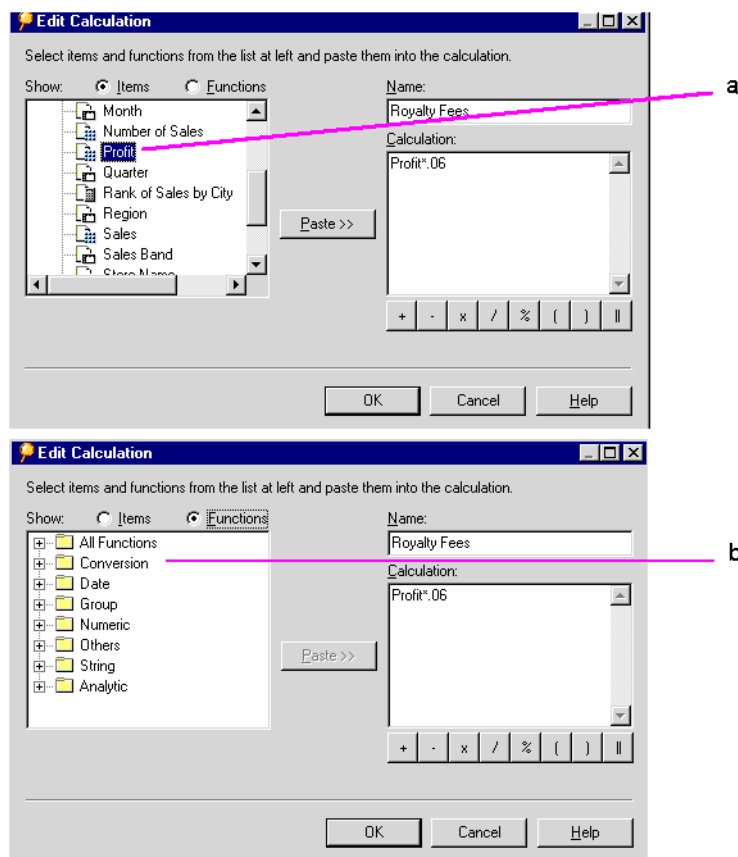 Edit Calculation
Select items and functions from the list at left and paste them into the calculation.
Show: Items Functions
Name:
a
Month
Royalty Fees
Number of Sales
Calculation:
Profit
Profit*.06
Quarter
Rank of Sales by City
Region
Paste >>
Sales
Sales Band
Store Name
+ - x / % ( ) ||
OK Cancel Help
Edit Calculation
Select items and functions from the list at left and paste them into the calculation.
Show: Items Functions
Name:
All Functions
Royalty Fees
Conversion
b
Calculation:
Date
Profit*.06
Group
Numeric
Others
Paste >>
String
Analytic
+ - x / % ( ) ||
OK Cancel Help